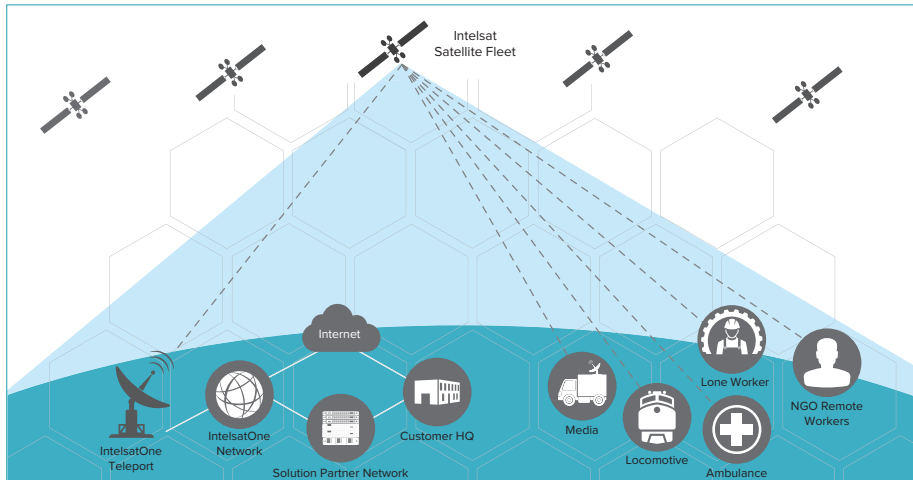 Intelsat
Satellite Fleet
Internet
IntelsatOne
Teleport
IntelsatOne
Network
Solution Partner Network
Customer HQ
Media
Locomotive
Lone Worker
Ambulance
NGO Remote
Workers